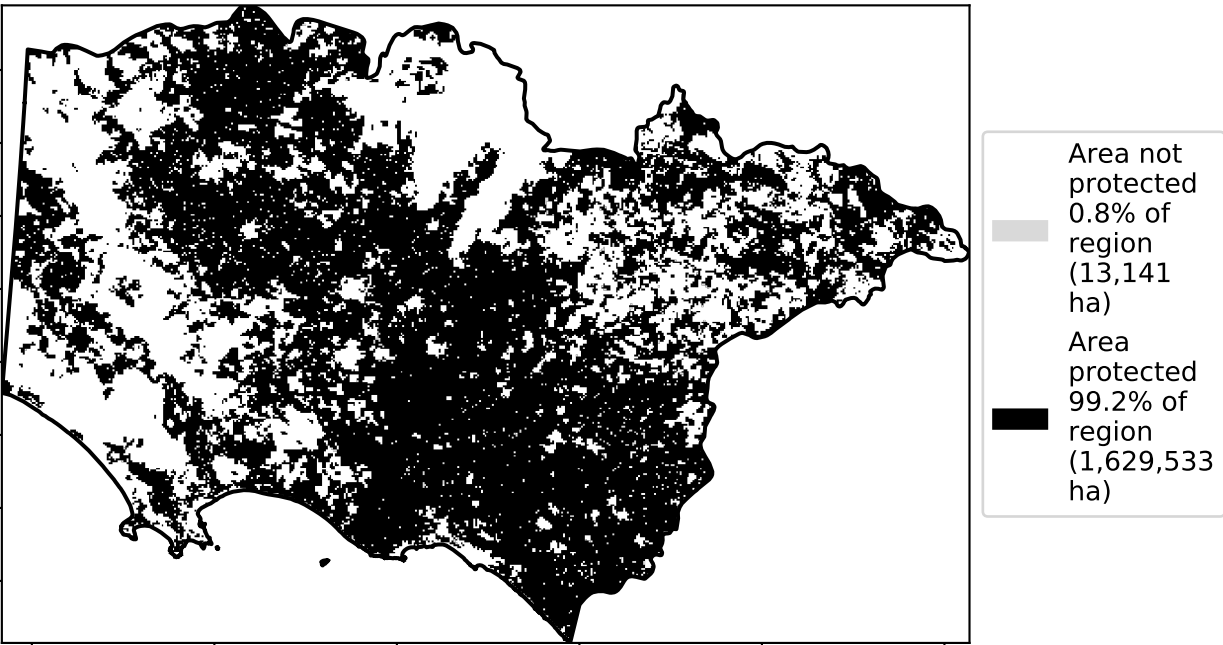 Area not
protected
0.8% of
region
(13,141
ha)
Area
protected
99.2% of
region
(1,629,533
ha)